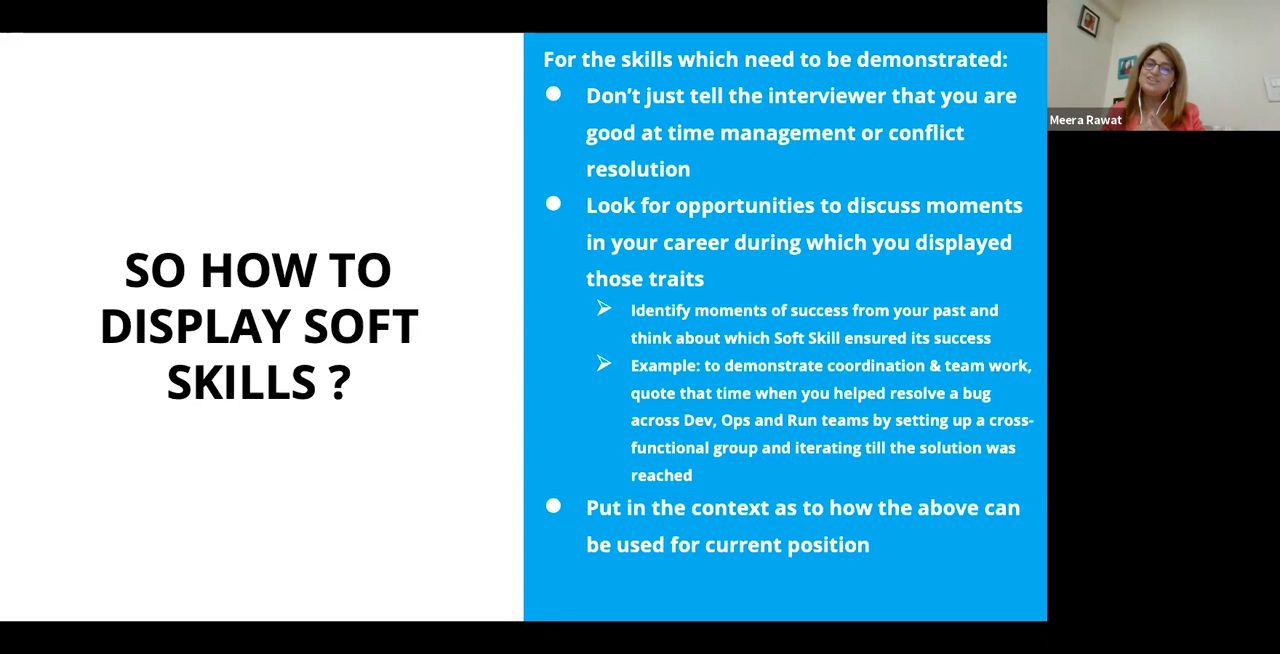 SO HOW TO
DISPLAY SOFT
SKILLS ?
For the skills which need to be demonstrated:
Don’t just tell the interviewer that you are
good at time management or conflict
resolution
Look for opportunities to discuss moments
in your career during which you displayed
those traits
Identify moments of success from your past and
think about which Soft Skill ensured its success
Example: to demonstrate coordination & team work,
quote that time when you helped resolve a bug
across Dev, Ops and Run teams by setting up a cross-
functional group and iterating till the solution was
reached
Put in the context as to how the above can
be used for current position
Meera Rawat